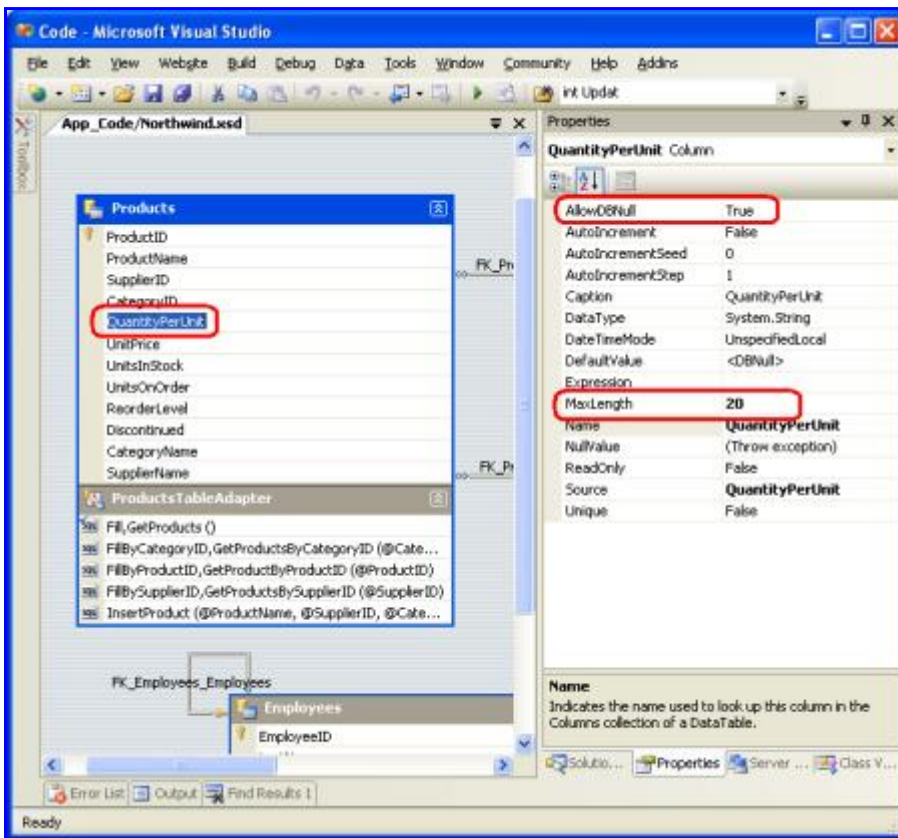 Code - Microsoft Visual Studio
File Edit View Website Build Debug Data Tools Window Community Help Addins
int Updat
Toolbox
App_Code/Northwind.xsd
Products
ProductID
ProductName
SupplierID
CategoryID
QuantityPerUnit
UnitPrice
UnitsInStock
UnitsOnOrder
ReorderLevel
Discontinued
CategoryName
SupplierName
ProductsTableAdapter
Fill,GetProducts ()
FillByCategoryID,GetProductsByCategoryID (@Cate...
FillByProductID,GetProductByProductID (@ProductID)
FillBySupplierID,GetProductsBySupplierID (@SupplierID)
InsertProduct (@ProductName, @SupplierID, @Cate...
FK_Pr
FK_Pr
FK_Employees_Employees
Employees
EmployeeID
Properties
QuantityPerUnit Column
AllowDBNull True
AutoIncrement False
AutoIncrementSeed 0
AutoIncrementStep 1
Caption QuantityPerUnit
DataType System.String
DateTimeMode UnspecifiedLocal
DefaultValue <DBNull>
Expression
MaxLength 20
Name QuantityPerUnit
NullValue (Throw exception)
ReadOnly False
Source QuantityPerUnit
Unique False
Name
Indicates the name used to look up this column in the
Columns collection of a DataTable.
Solutio... Properties Server ... Class V...
Error List Output Find Results 1
Ready